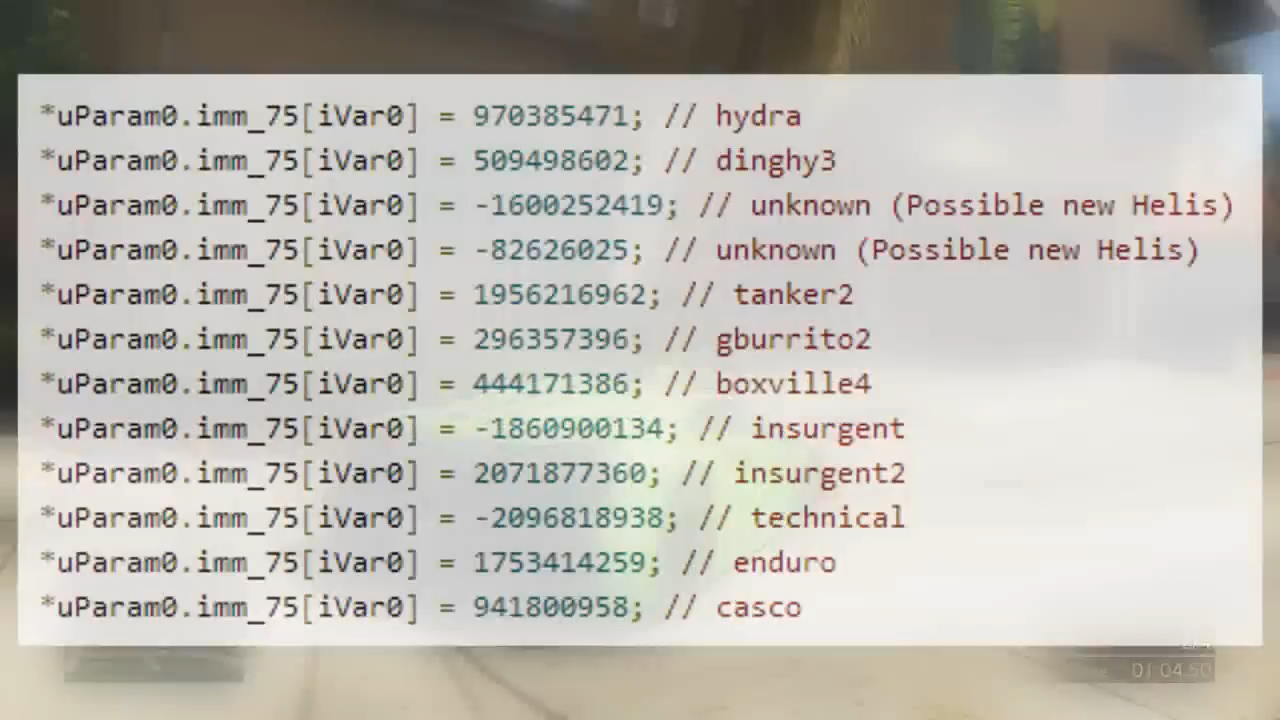 *uParam0.imm_75[iVar0] = 970385471; // hydra
*uParam0.imm_75[iVar0] = 509498602; // dinghy3
*uParam0.imm_75[iVar0] = -1600252419; // unknown (Possible new Helis)
*uParam0.imm_75[iVar0] = -82626025; // unknown (Possible new Helis)
*uParam0.imm_75[iVar0] = 1956216962; // tanker2
*uParam0.imm_75[iVar0] = 296357396; // gburrito2
*uParam0.imm_75[iVar0] = 444171386; // boxville4
*uParam0.imm_75[iVar0] = -1860900134; // insurgent
*uParam0.imm_75[iVar0] = 2071877360; // insurgent2
*uParam0.imm_75[iVar0] = -2096818938; // technical
*uParam0.imm_75[iVar0] = 1753414259; // enduro
*uParam0.imm_75[iVar0] = 941800958; // casco
01:04.50